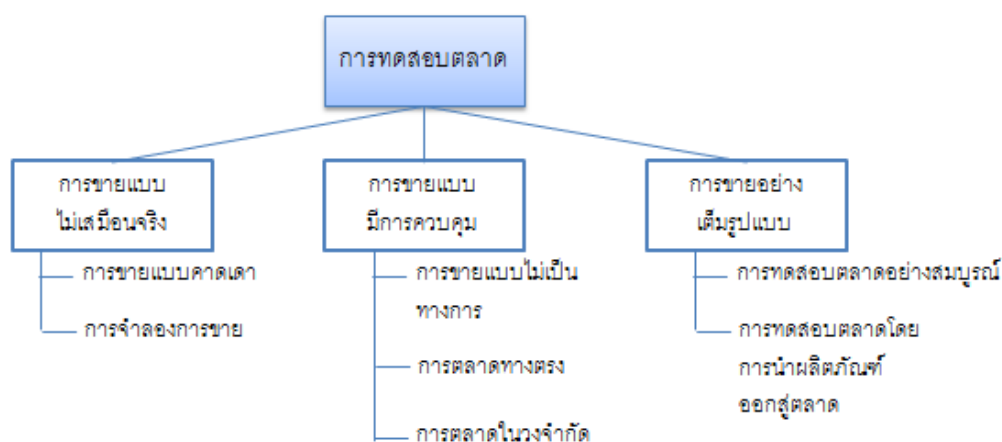 การทดสอบตลาด
การขายแบบ
ไม่เสมือนจริง
การขายแบบคาดเดา
การจำลองการขาย
การขายแบบ
มีการควบคุม
การขายแบบไม่เป็น
ทางการ
การตลาดทางตรง
การตลาดในวงจำกัด
การขายอย่าง
เต็มรูปแบบ
การทดสอบตลาดอย่างสมบูรณ์
การทดสอบตลาดโดย
การนำผลิตภัณฑ์
ออกสู่ตลาด